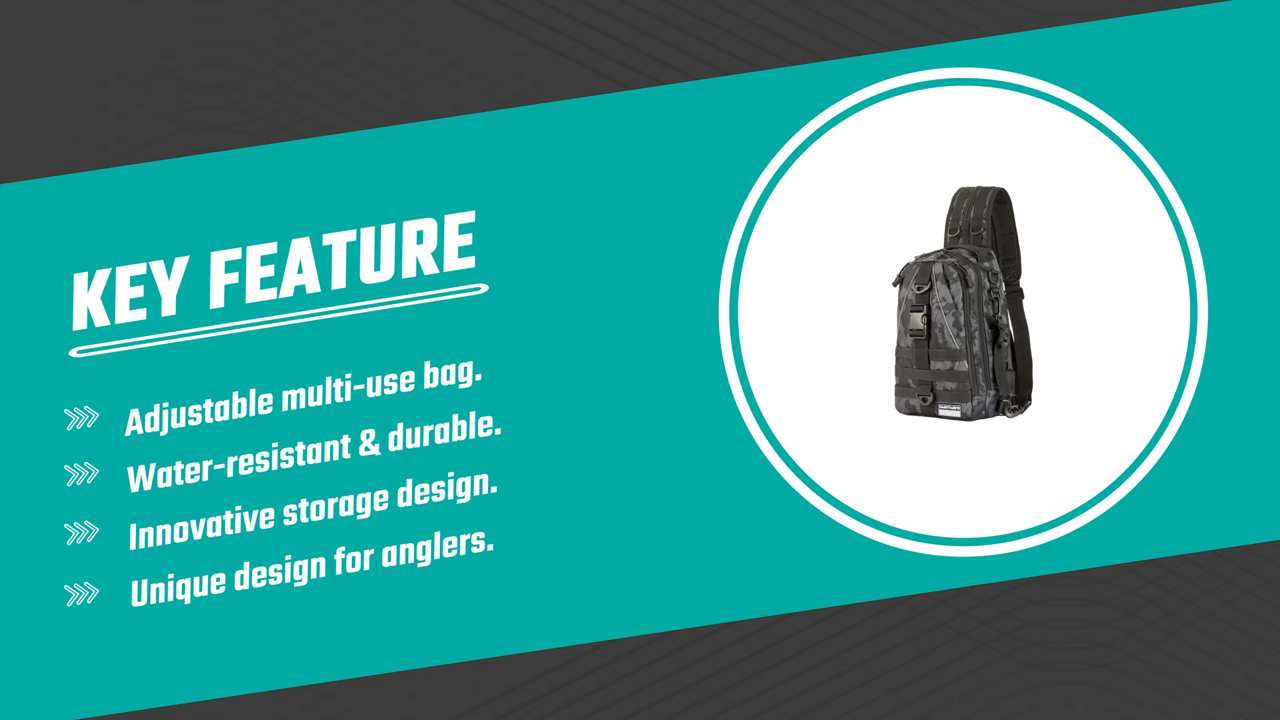 KEY FEATURE
Adjustable multi-use bag.
Water-resistant & durable.
Innovative storage design.
Unique design for anglers.